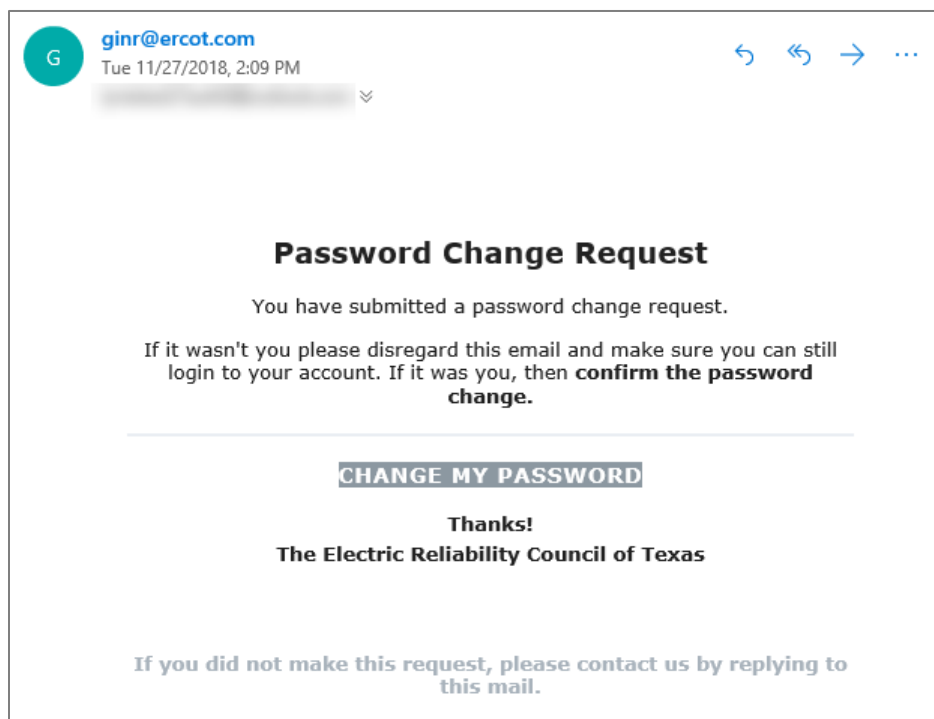 G
ginr@ercot.com
Tue 11/27/2018, 2:09 PM
Password Change Request
You have submitted a password change request.
If it wasn't you please disregard this email and make sure you can still
login to your account. If it was you, then confirm the password
change.
CHANGE MY PASSWORD
Thanks!
The Electric Reliability Council of Texas
If you did not make this request, please contact us by replying to
this mail.